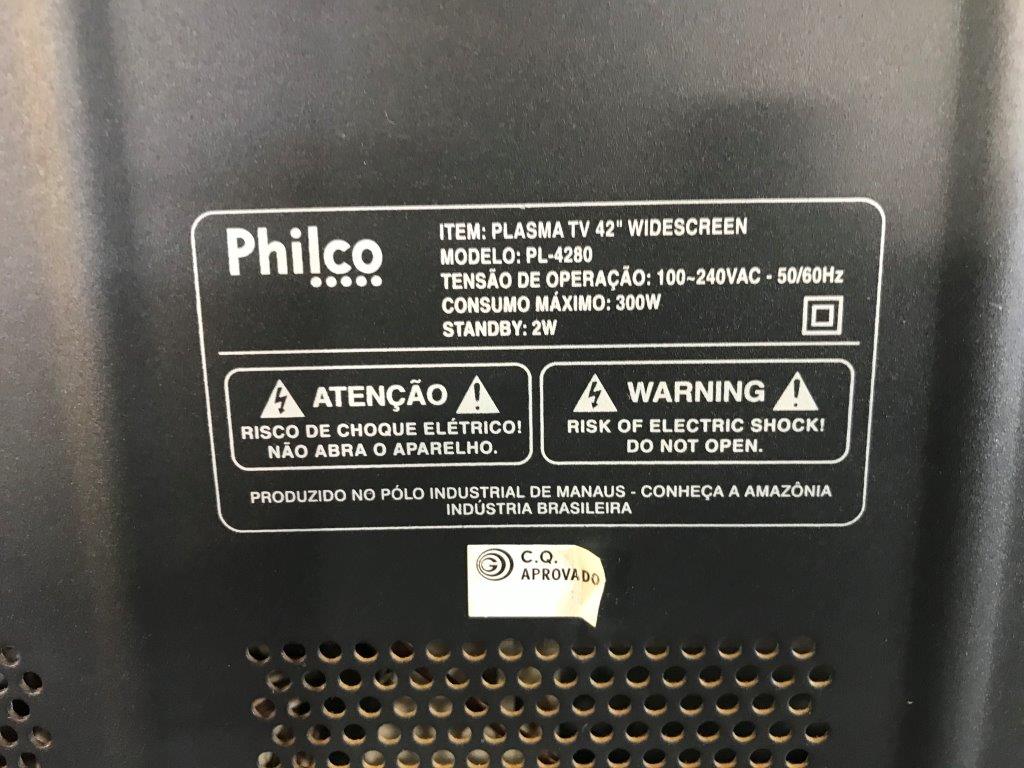 Philco
ITEM: PLASMA TV 42" WIDESCREEN
MODELO: PL-4280
TENSÃO DE OPERAÇÃO: 100~240VAC - 50/60Hz
CONSUMO MÁXIMO: 300W
STANDBY: 2W
ATENÇÃO
RISCO DE CHOQUE ELÉTRICO!
NÃO ABRA O APARELHO.
WARNING
RISK OF ELECTRIC SHOCK!
DO NOT OPEN.
PRODUZIDO NO PÓLO INDUSTRIAL DE MANAUS - CONHEÇA A AMAZÔNIA
INDÚSTRIA BRASILEIRA
C.Q.
APROVADO